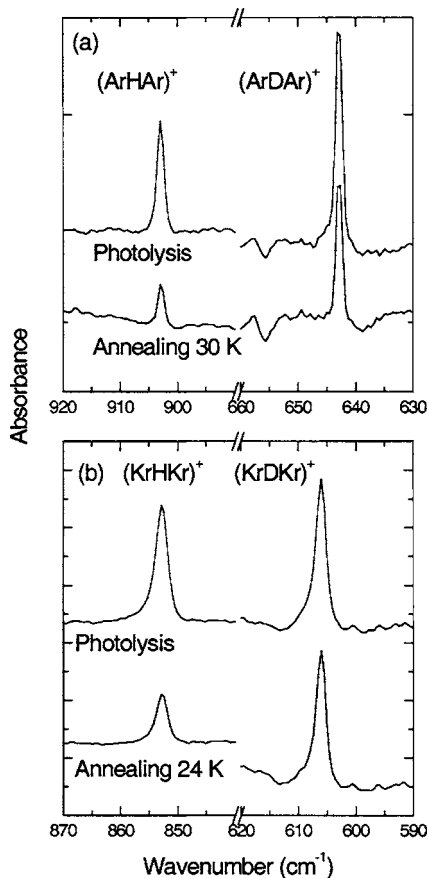 (a)
(ArHAr)+ (ArDAr)+
Photolysis
Annealing 30 K
920 910 900 660 650 640 630
Absorbance
(b) (KrHKr)+ (KrDKr)+
Photolysis
Annealing 24 K
870 860 850 620 610 600 590
Wavenumber (cm-1)